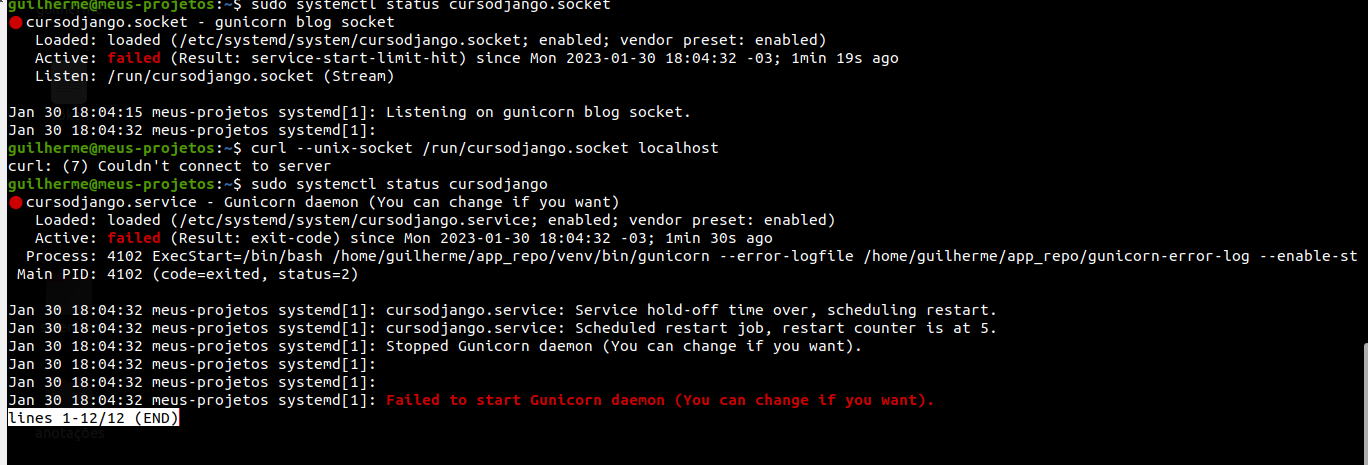 guilherme@meus-projetos:~$ sudo systemctl status cursodjango.socket
● cursodjango.socket - gunicorn blog socket
   Loaded: loaded (/etc/systemd/system/cursodjango.socket; enabled; vendor preset: enabled)
   Active: failed (Result: service-start-limit-hit) since Mon 2023-01-30 18:04:32 -03; 1min 19s ago
   Listen: /run/cursodjango.socket (Stream)

Jan 30 18:04:15 meus-projetos systemd[1]: Listening on gunicorn blog socket.
Jan 30 18:04:32 meus-projetos systemd[1]:
guilherme@meus-projetos:~$ curl --unix-socket /run/cursodjango.socket localhost
curl: (7) Couldn't connect to server
guilherme@meus-projetos:~$ sudo systemctl status cursodjango
● cursodjango.service - Gunicorn daemon (You can change if you want)
   Loaded: loaded (/etc/systemd/system/cursodjango.service; enabled; vendor preset: enabled)
   Active: failed (Result: exit-code) since Mon 2023-01-30 18:04:32 -03; 1min 30s ago
  Process: 4102 ExecStart=/bin/bash /home/guilherme/app_repo/venv/bin/gunicorn --error-logfile /home/guilherme/app_repo/gunicorn-error-log --enable-st
 Main PID: 4102 (code=exited, status=2)

Jan 30 18:04:32 meus-projetos systemd[1]: cursodjango.service: Service hold-off time over, scheduling restart.
Jan 30 18:04:32 meus-projetos systemd[1]: cursodjango.service: Scheduled restart job, restart counter is at 5.
Jan 30 18:04:32 meus-projetos systemd[1]: Stopped Gunicorn daemon (You can change if you want).
Jan 30 18:04:32 meus-projetos systemd[1]:
Jan 30 18:04:32 meus-projetos systemd[1]:
Jan 30 18:04:32 meus-projetos systemd[1]: Failed to start Gunicorn daemon (You can change if you want).
lines 1-12/12 (END)
anotações